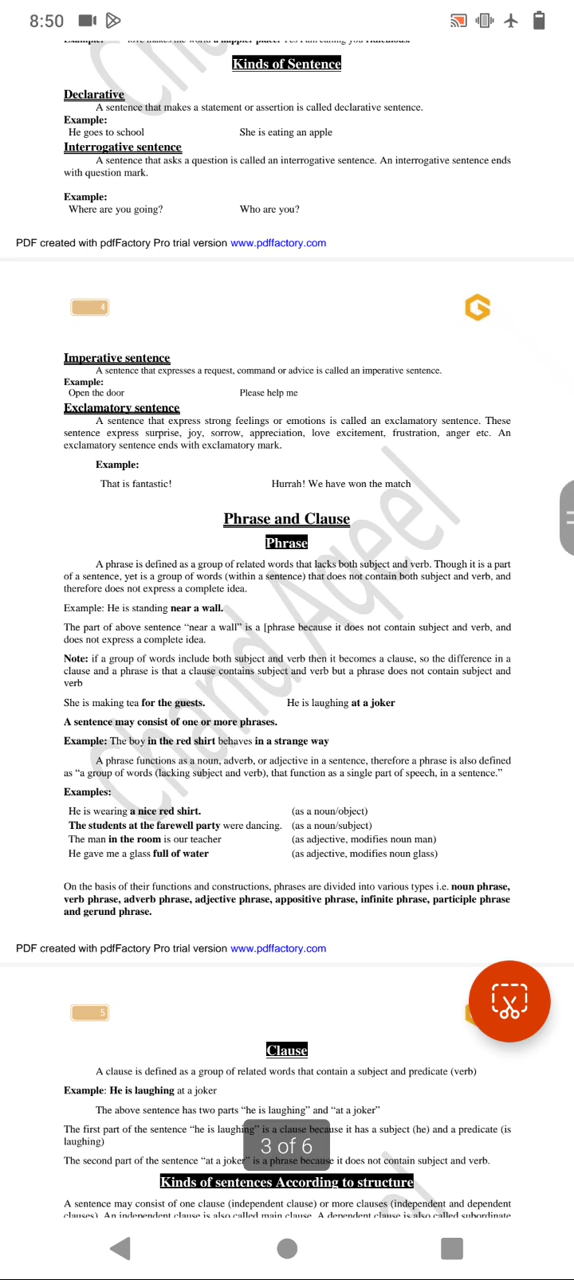 8:50
Kinds of Sentence
Declarative
A sentence that makes a statement or assertion is called declarative sentence.
Example:
He goes to school She is eating an apple
Interrogative sentence
A sentence that asks a question is called an interrogative sentence. An interrogative sentence ends
with question mark.
Example:
Where are you going? Who are you?
PDF created with pdfFactory Pro trial version www.pdffactory.com
4
Imperative sentence
A sentence that expresses a request, command or advice is called an imperative sentence.
Example:
Open the door Please help me
Exclamatory sentence
A sentence that express strong feelings or emotions is called an exclamatory sentence. These
sentence express surprise, joy, sorrow, appreciation, love excitement, frustration, anger etc. An
exclamatory sentence ends with exclamatory mark.
Example:
That is fantastic! Hurrah! We have won the match
Phrase and Clause
Phrase
A phrase is defined as a group of related words that lacks both subject and verb. Though it is a part
of a sentence, yet is a group of words (within a sentence) that does not contain both subject and verb, and
therefore does not express a complete idea.
Example: He is standing near a wall.
The part of above sentence “near a wall” is a [phrase because it does not contain subject and verb, and
does not express a complete idea.
Note: if a group of words include both subject and verb then it becomes a clause, so the difference in a
clause and a phrase is that a clause contains subject and verb but a phrase does not contain subject and
verb
She is making tea for the guests. He is laughing at a joker
A sentence may consist of one or more phrases.
Example: The boy in the red shirt behaves in a strange way
A phrase functions as a noun, adverb, or adjective in a sentence, therefore a phrase is also defined
as “a group of words (lacking subject and verb), that function as a single part of speech, in a sentence.”
Examples:
He is wearing a nice red shirt. (as a noun/object)
The students at the farewell party were dancing. (as a noun/subject)
The man in the room is our teacher (as adjective, modifies noun man)
He gave me a glass full of water (as adjective, modifies noun glass)
On the basis of their functions and constructions, phrases are divided into various types i.e. noun phrase,
verb phrase, adverb phrase, adjective phrase, appositive phrase, infinite phrase, participle phrase
and gerund phrase.
Chand Aqeel
PDF created with pdfFactory Pro trial version www.pdffactory.com
5
Clause
A clause is defined as a group of related words that contain a subject and predicate (verb)
Example: He is laughing at a joker
The above sentence has two parts “he is laughing” and “at a joker”
The first part of the sentence “he is laughing” is a clause because it has a subject (he) and a predicate (is
laughing)
3 of 6
The second part of the sentence “at a joker” is a phrase because it does not contain subject and verb.
Kinds of sentences According to structure
A sentence may consist of one clause (independent clause) or more clauses (independent and dependent
clauses). An independent clause is also called main clause. A dependent clause is also called subordinate